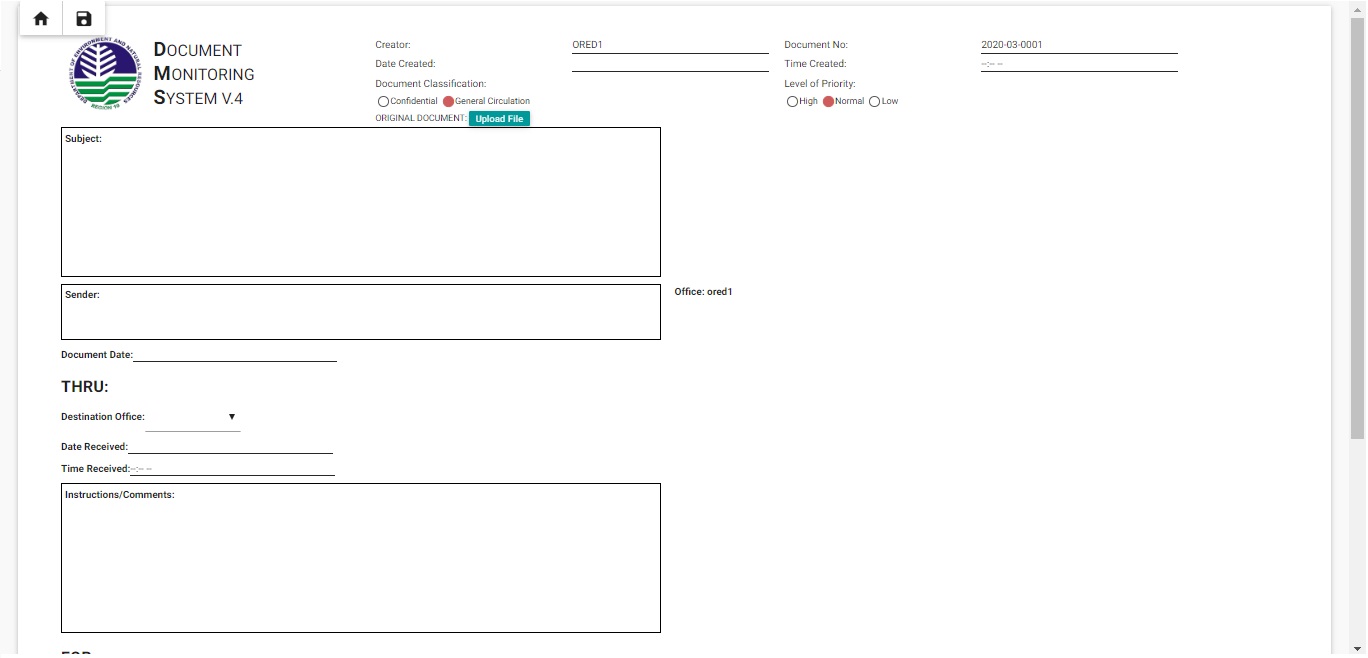 DEPARTMENT OF ENVIRONMENT AND NATURAL RESOURCES
REGION 10
DOCUMENT
MONITORING
SYSTEM V.4
Creator: ORED1 Document No: 2020-03-0001
Date Created: Time Created: --:-- --
Document Classification: Level of Priority:
Confidential General Circulation High Normal Low
ORIGINAL DOCUMENT: Upload File
Subject:
Sender:
Office: ored1
Document Date:
THRU:
Destination Office:
Date Received:
Time Received: --:-- --
Instructions/Comments: